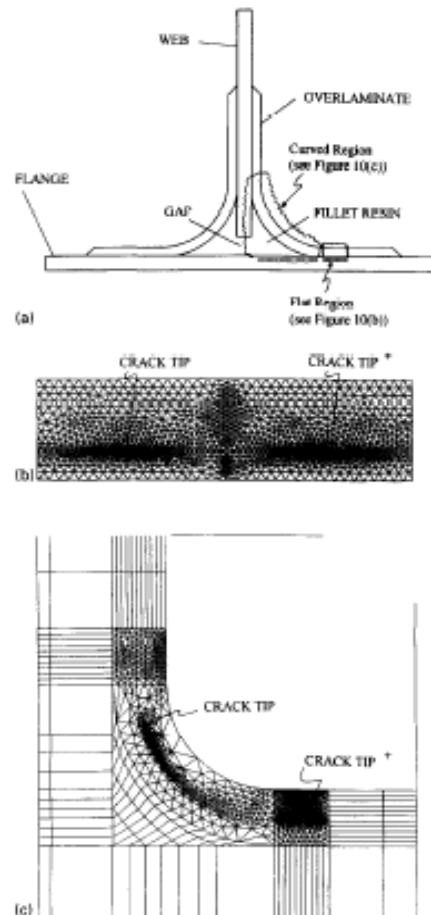 WEB
OVERLAMINATE
Curved Region
(see Figure 10(c))
FLANGE
GAP
FILLET RESIN
Flat Region
(see Figure 10(b))
(a)
CRACK TIP
CRACK TIP +
(b)
CRACK TIP
CRACK TIP +
(c)